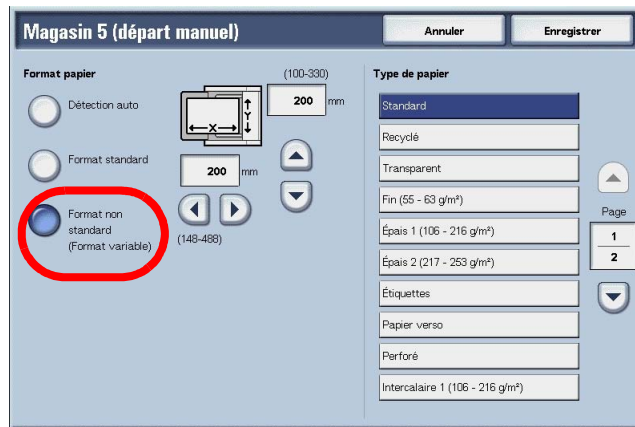 Magasin 5 (départ manuel)
Annuler
Enregistrer
Format papier
(100-330)
Détection auto
X
Y
200 mm
Format standard
200 mm
Format non
standard
(Format variable)
(148-488)
Type de papier
Standard
Recyclé
Transparent
Fin (55 - 63 g/m²)
Épais 1 (106 - 216 g/m²)
Épais 2 (217 - 253 g/m²)
Étiquettes
Papier verso
Perforé
Intercalaire 1 (106 - 216 g/m²)
Page
1
2